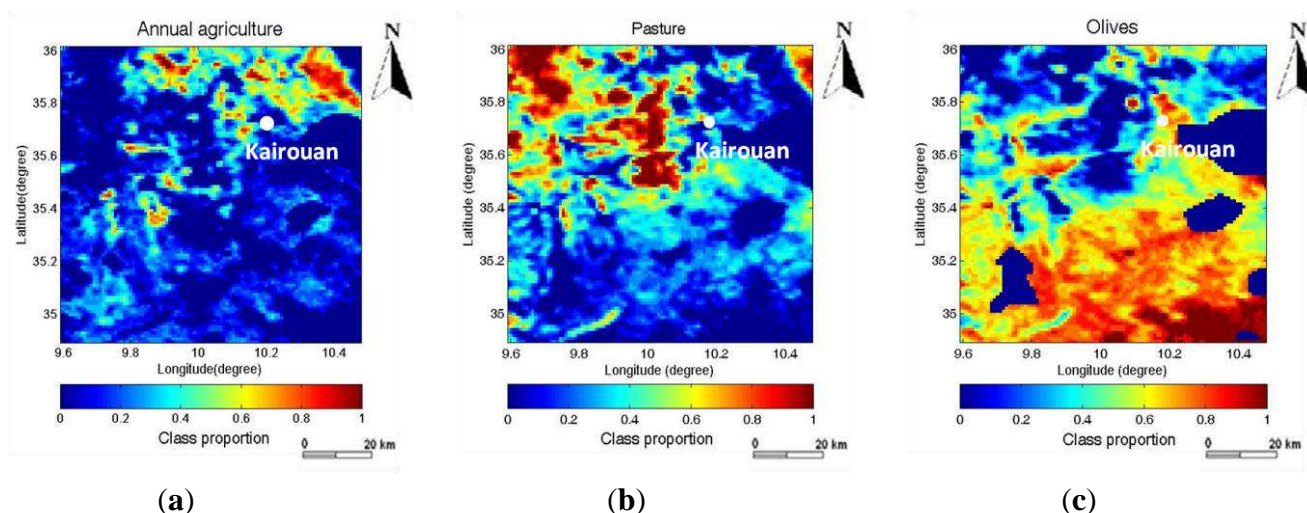 Annual agriculture
N
36
35.8
35.6
35.4
35.2
35
Latitude(degree)
Kairouan
9.6 9.8 10 10.2 10.4
Longitude(degree)
0 0.2 0.4 0.6 0.8 1
Class proportion
0 20 km
(a)
Pasture
N
36
35.8
35.6
35.4
35.2
35
Latitude (degree)
Kairouan
9.6 9.8 10 10.2 10.4
Longitude (degree)
0 0.2 0.4 0.6 0.8 1
Class proportion
0 20 km
(b)
Olives
N
36
35.8
35.6
35.4
35.2
35
Latitude (degree)
Kairouan
9.6 9.8 10 10.2 10.4
Longitude (degree)
0 0.2 0.4 0.6 0.8 1
Class proportion
0 20 km
(c)